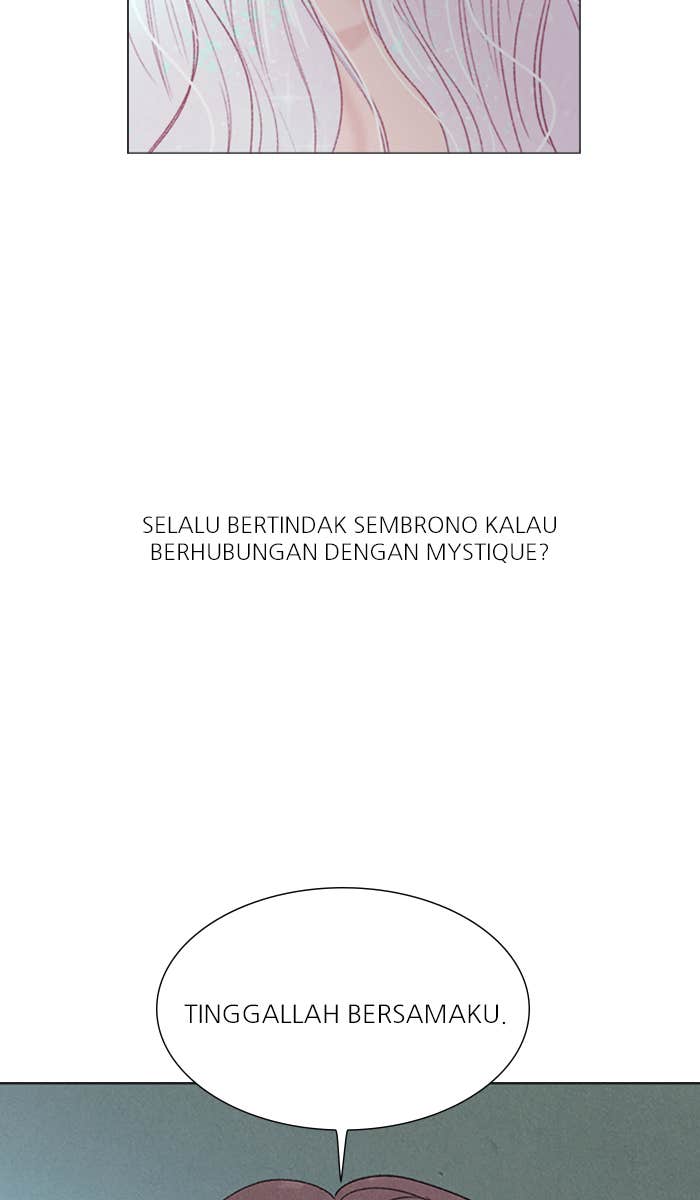 SELALU BERTINDAK SEMBRONO KALAU
BERHUBUNGAN DENGAN MYSTIQUE?
TINGGALLAH BERSAMAKU.